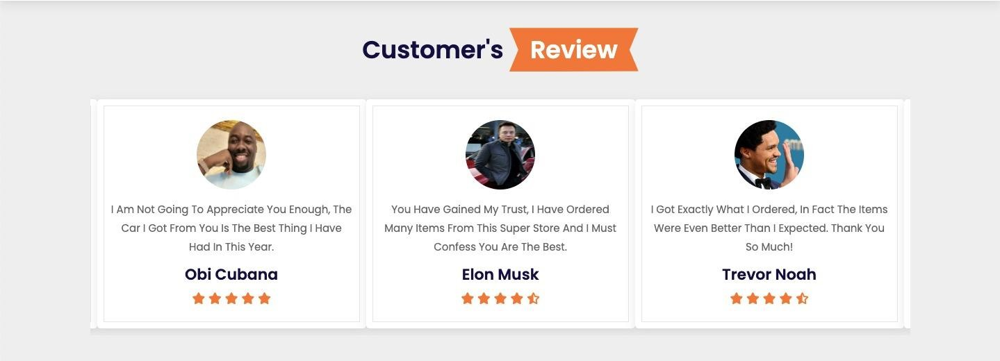 Customer's Review
I Am Not Going To Appreciate You Enough, The
Car I Got From You Is The Best Thing I Have
Had In This Year.
Obi Cubana
You Have Gained My Trust, I Have Ordered
Many Items From This Super Store And I Must
Confess You Are The Best.
Elon Musk
I Got Exactly What I Ordered, In Fact The Items
Were Even Better Than I Expected. Thank You
So Much!
Trevor Noah